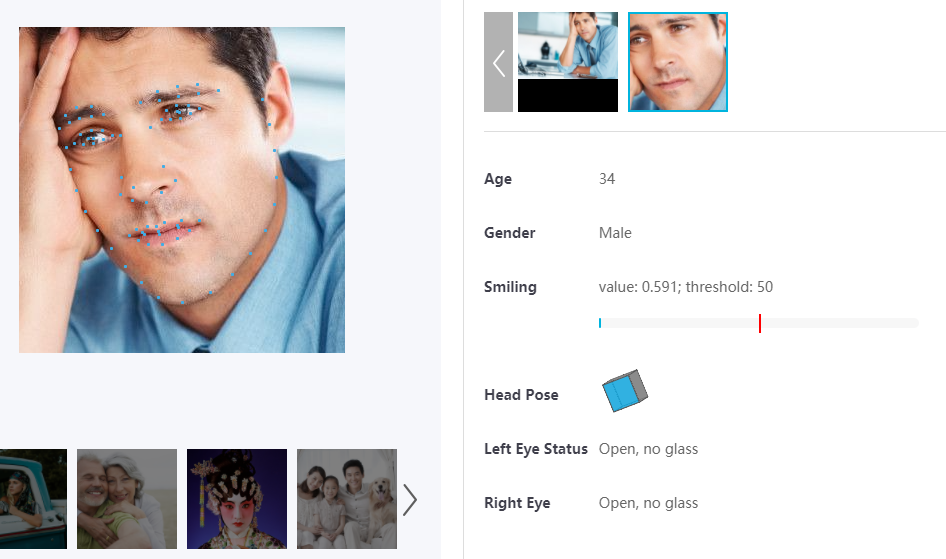 Age 34
Gender Male
Smiling value: 0.591; threshold: 50
Head Pose
Left Eye Status Open, no glass
Right Eye Open, no glass